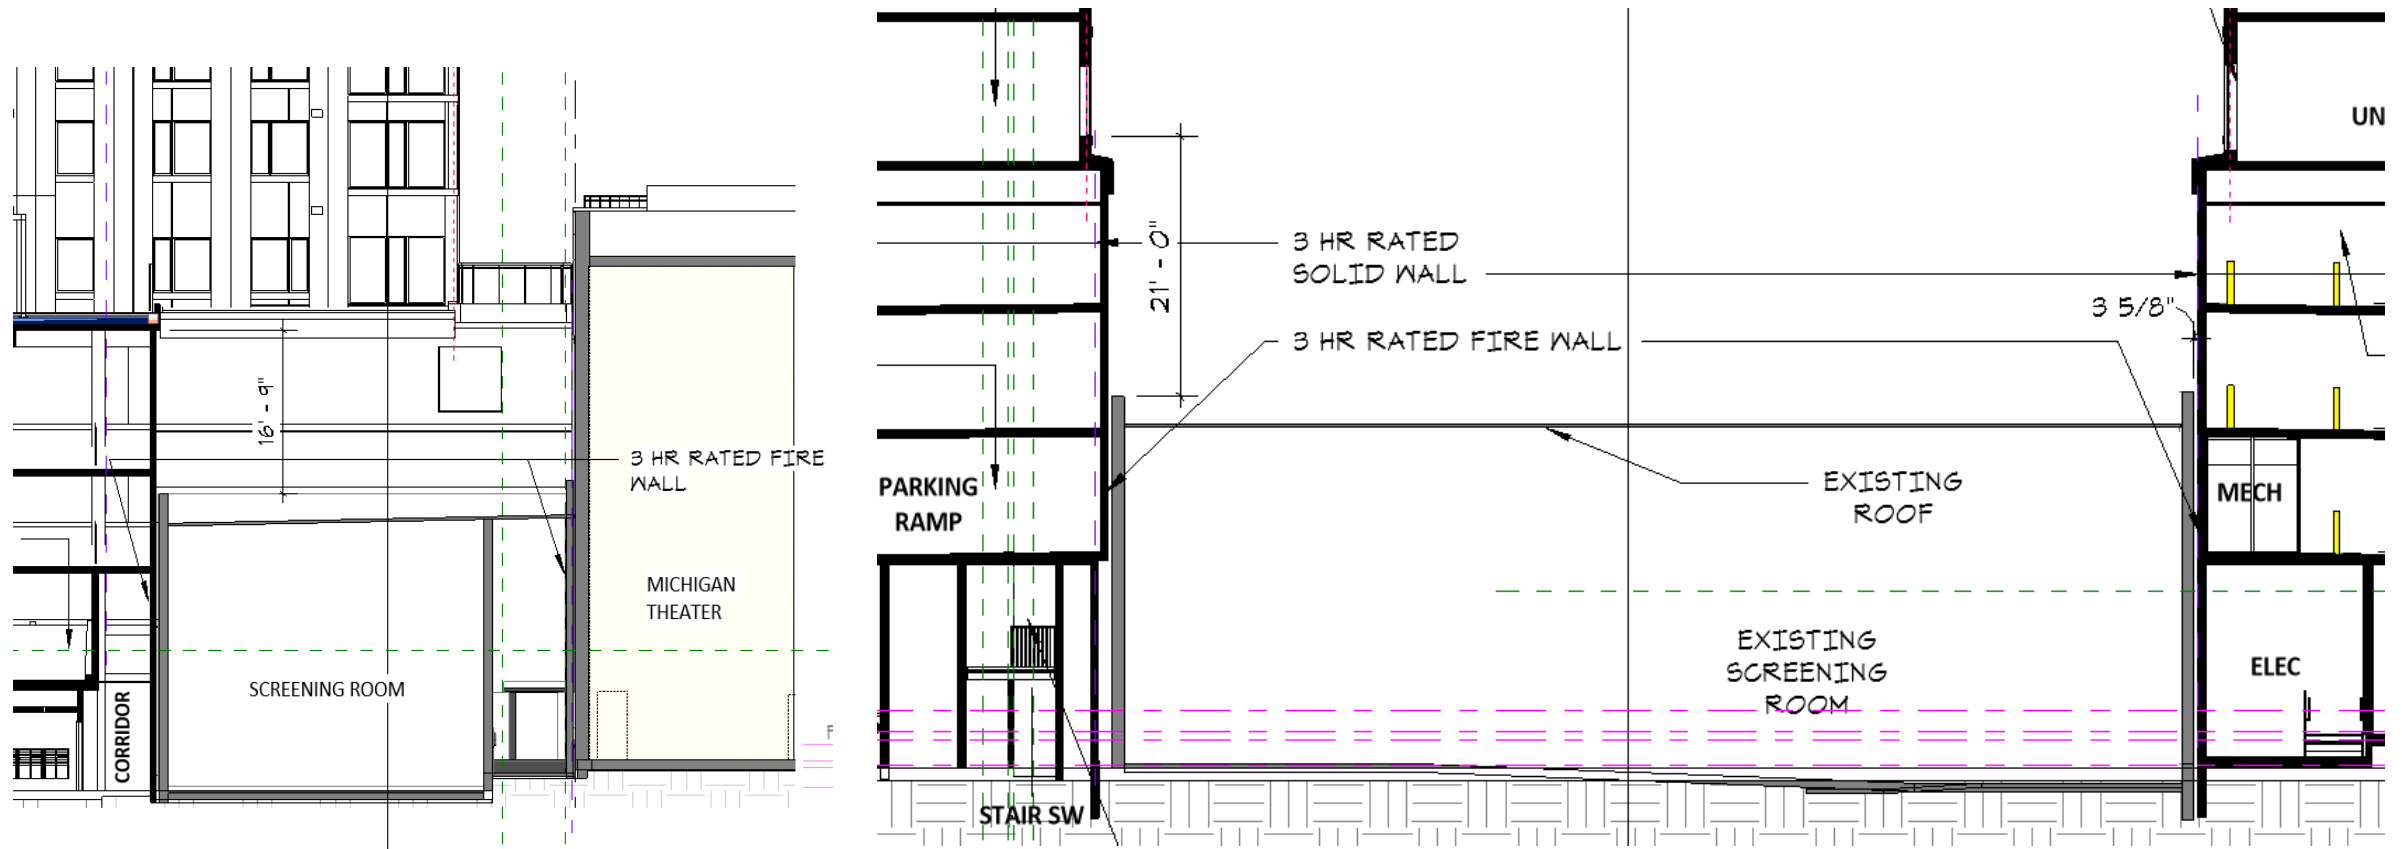 16' - 9"
3 HR RATED FIRE
WALL
MICHIGAN
THEATER
SCREENING ROOM
CORRIDOR
F
21' - 0"
3 HR RATED
SOLID WALL
3 HR RATED FIRE WALL
3 5/8"
UN
PARKING
RAMP
EXISTING
ROOF
MECH
EXISTING
SCREENING
ROOM
ELEC
STAIR SW